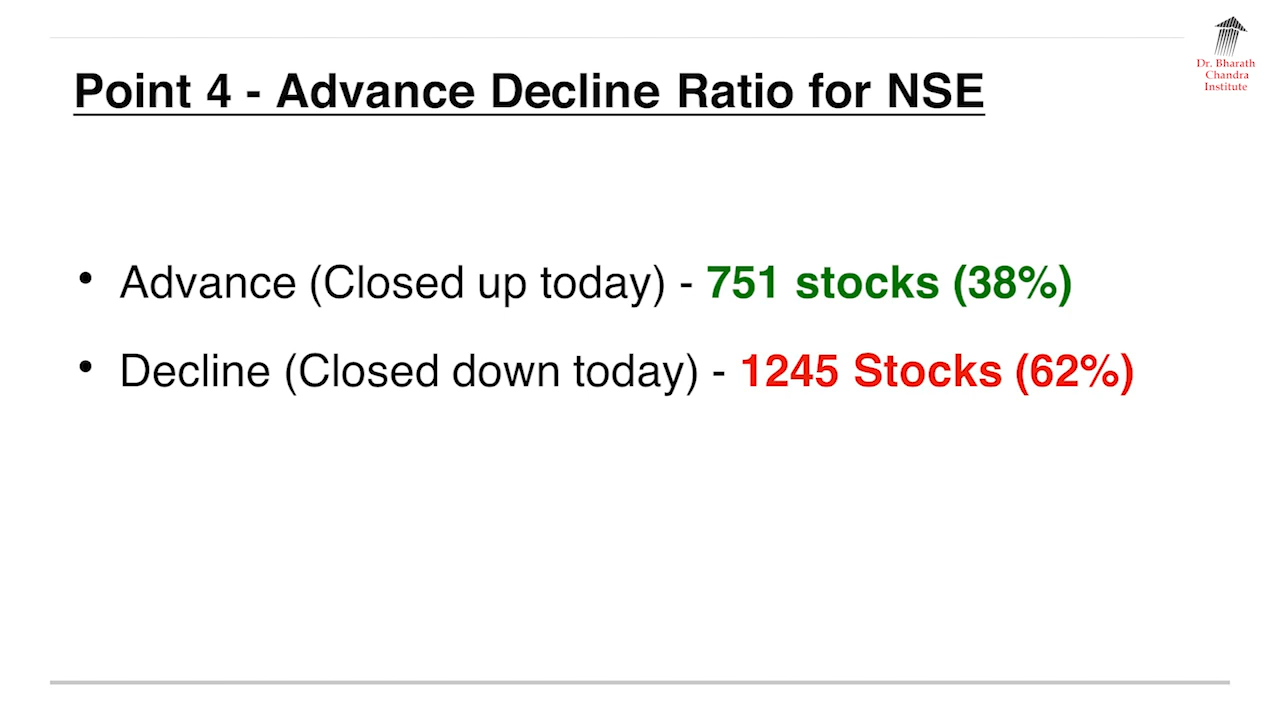 Dr. Bharath
Chandra
Institute
Point 4 - Advance Decline Ratio for NSE
• Advance (Closed up today) - 751 stocks (38%)
• Decline (Closed down today) - 1245 Stocks (62%)